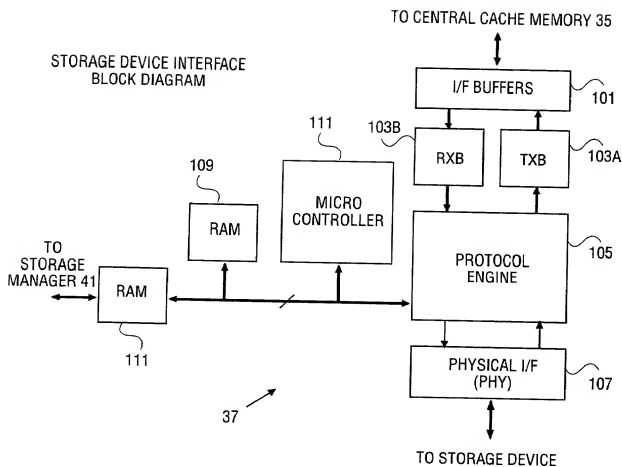 TO CENTRAL CACHE MEMORY 35
STORAGE DEVICE INTERFACE
BLOCK DIAGRAM
I/F BUFFERS
101
103B
RXB
TXB
103A
111
MICRO
CONTROLLER
109
RAM
TO
STORAGE
MANAGER 41
RAM
111
PROTOCOL
ENGINE
105
PHYSICAL I/F
(PHY)
107
37
TO STORAGE DEVICE